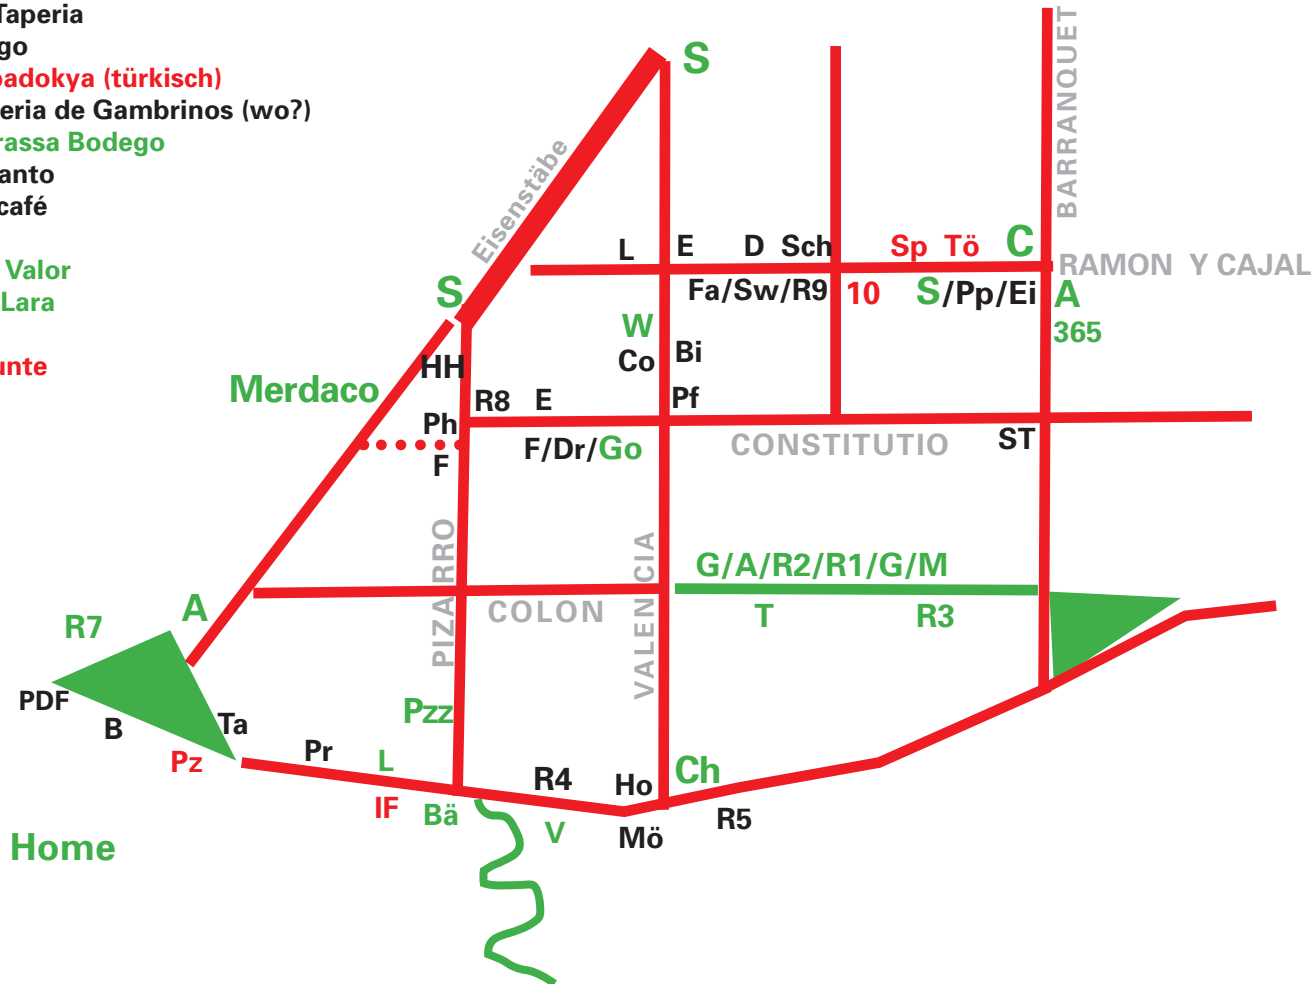 Taperia
go
adokya (türkisch)
eria de Gambrinos (wo?)
rassa Bodego
anto
café
Valor
Lara
unte
S
BARRANQUET
Eisenstäbe
L
E
D
Sch
Sp
Tö
C
RAMON Y CAJAL
S
Fa/Sw/R9
10
S/Pp/Ei
A
365
W
Co
Bi
HH
Merdaco
R8
E
Pf
Ph
F
F/Dr/Go
CONSTITUTIO
ST
PIZARRO
VALENCIA
G/A/R2/R1/G/M
COLON
T
R3
A
R7
PDF
B
Ta
Pz
Pzz
Pr
L
IF
Bä
R4
V
Ho
Ch
Mö
R5
Home